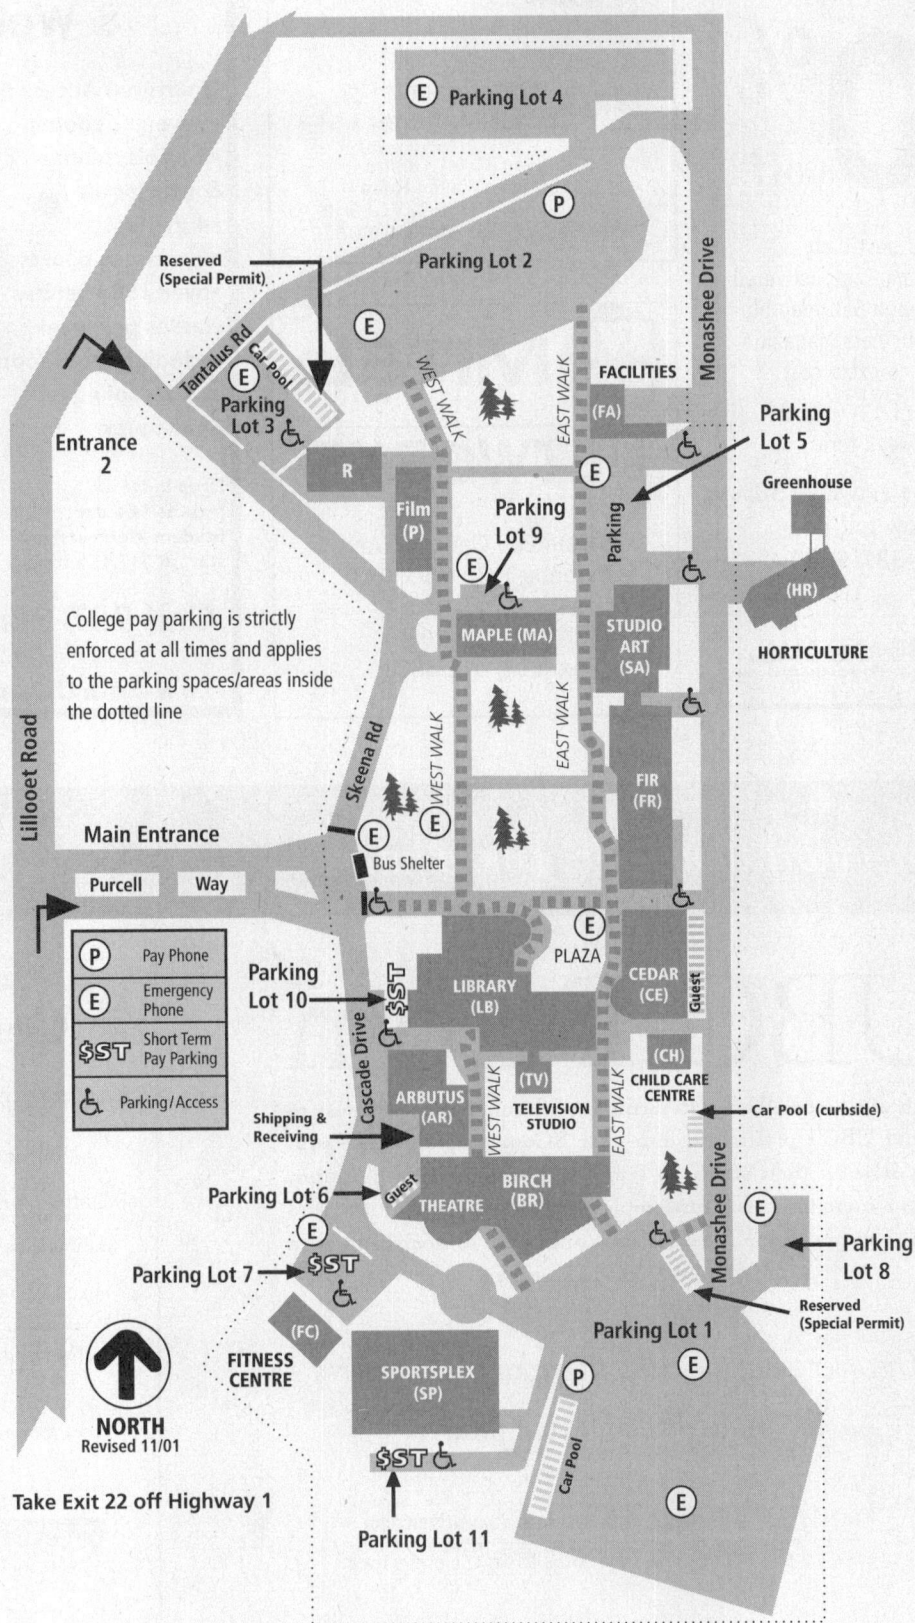 E
Parking Lot 4
P
Parking Lot 2
Reserved
(Special Permit)
E
Tantalus Rd
Car Pool
E
Parking
Lot 3
Monashee Drive
WEST WALK
EAST WALK
FACILITIES
(FA)
Entrance
2
Parking
Lot 5
R
Film
(P)
E
Parking
Greenhouse
Parking
Lot 9
E
(HR)
HORTICULTURE
MAPLE (MA)
STUDIO
ART
(SA)
College pay parking is strictly
enforced at all times and applies
to the parking spaces/areas inside
the dotted line
Lillooet Road
Skeena Rd
WEST WALK
EAST WALK
FIR
(FR)
Main Entrance
E
E
Bus Shelter
Purcell Way
E
PLAZA
P Pay Phone
E Emergency
Phone
$ST Short Term
Pay Parking
Parking/Access
Parking
Lot 10
$ST
LIBRARY
(LB)
CEDAR
(CE)
Guest
Cascade Drive
ARBUTUS
(AR)
WEST WALK
(TV)
TELEVISION
STUDIO
EAST WALK
(CH)
CHILD CARE
CENTRE
Car Pool (curbside)
Shipping &
Receiving
Monashee Drive
Parking Lot 6
Guest
THEATRE
BIRCH
(BR)
E
E
Parking Lot 7
$ST
Parking
Lot 8
Reserved
(Special Permit)
(FC)
FITNESS
CENTRE
Parking Lot 1
SPORTSPLEX
(SP)
P
E
NORTH
Revised 11/01
Car Pool
$ST
E
Take Exit 22 off Highway 1
Parking Lot 11